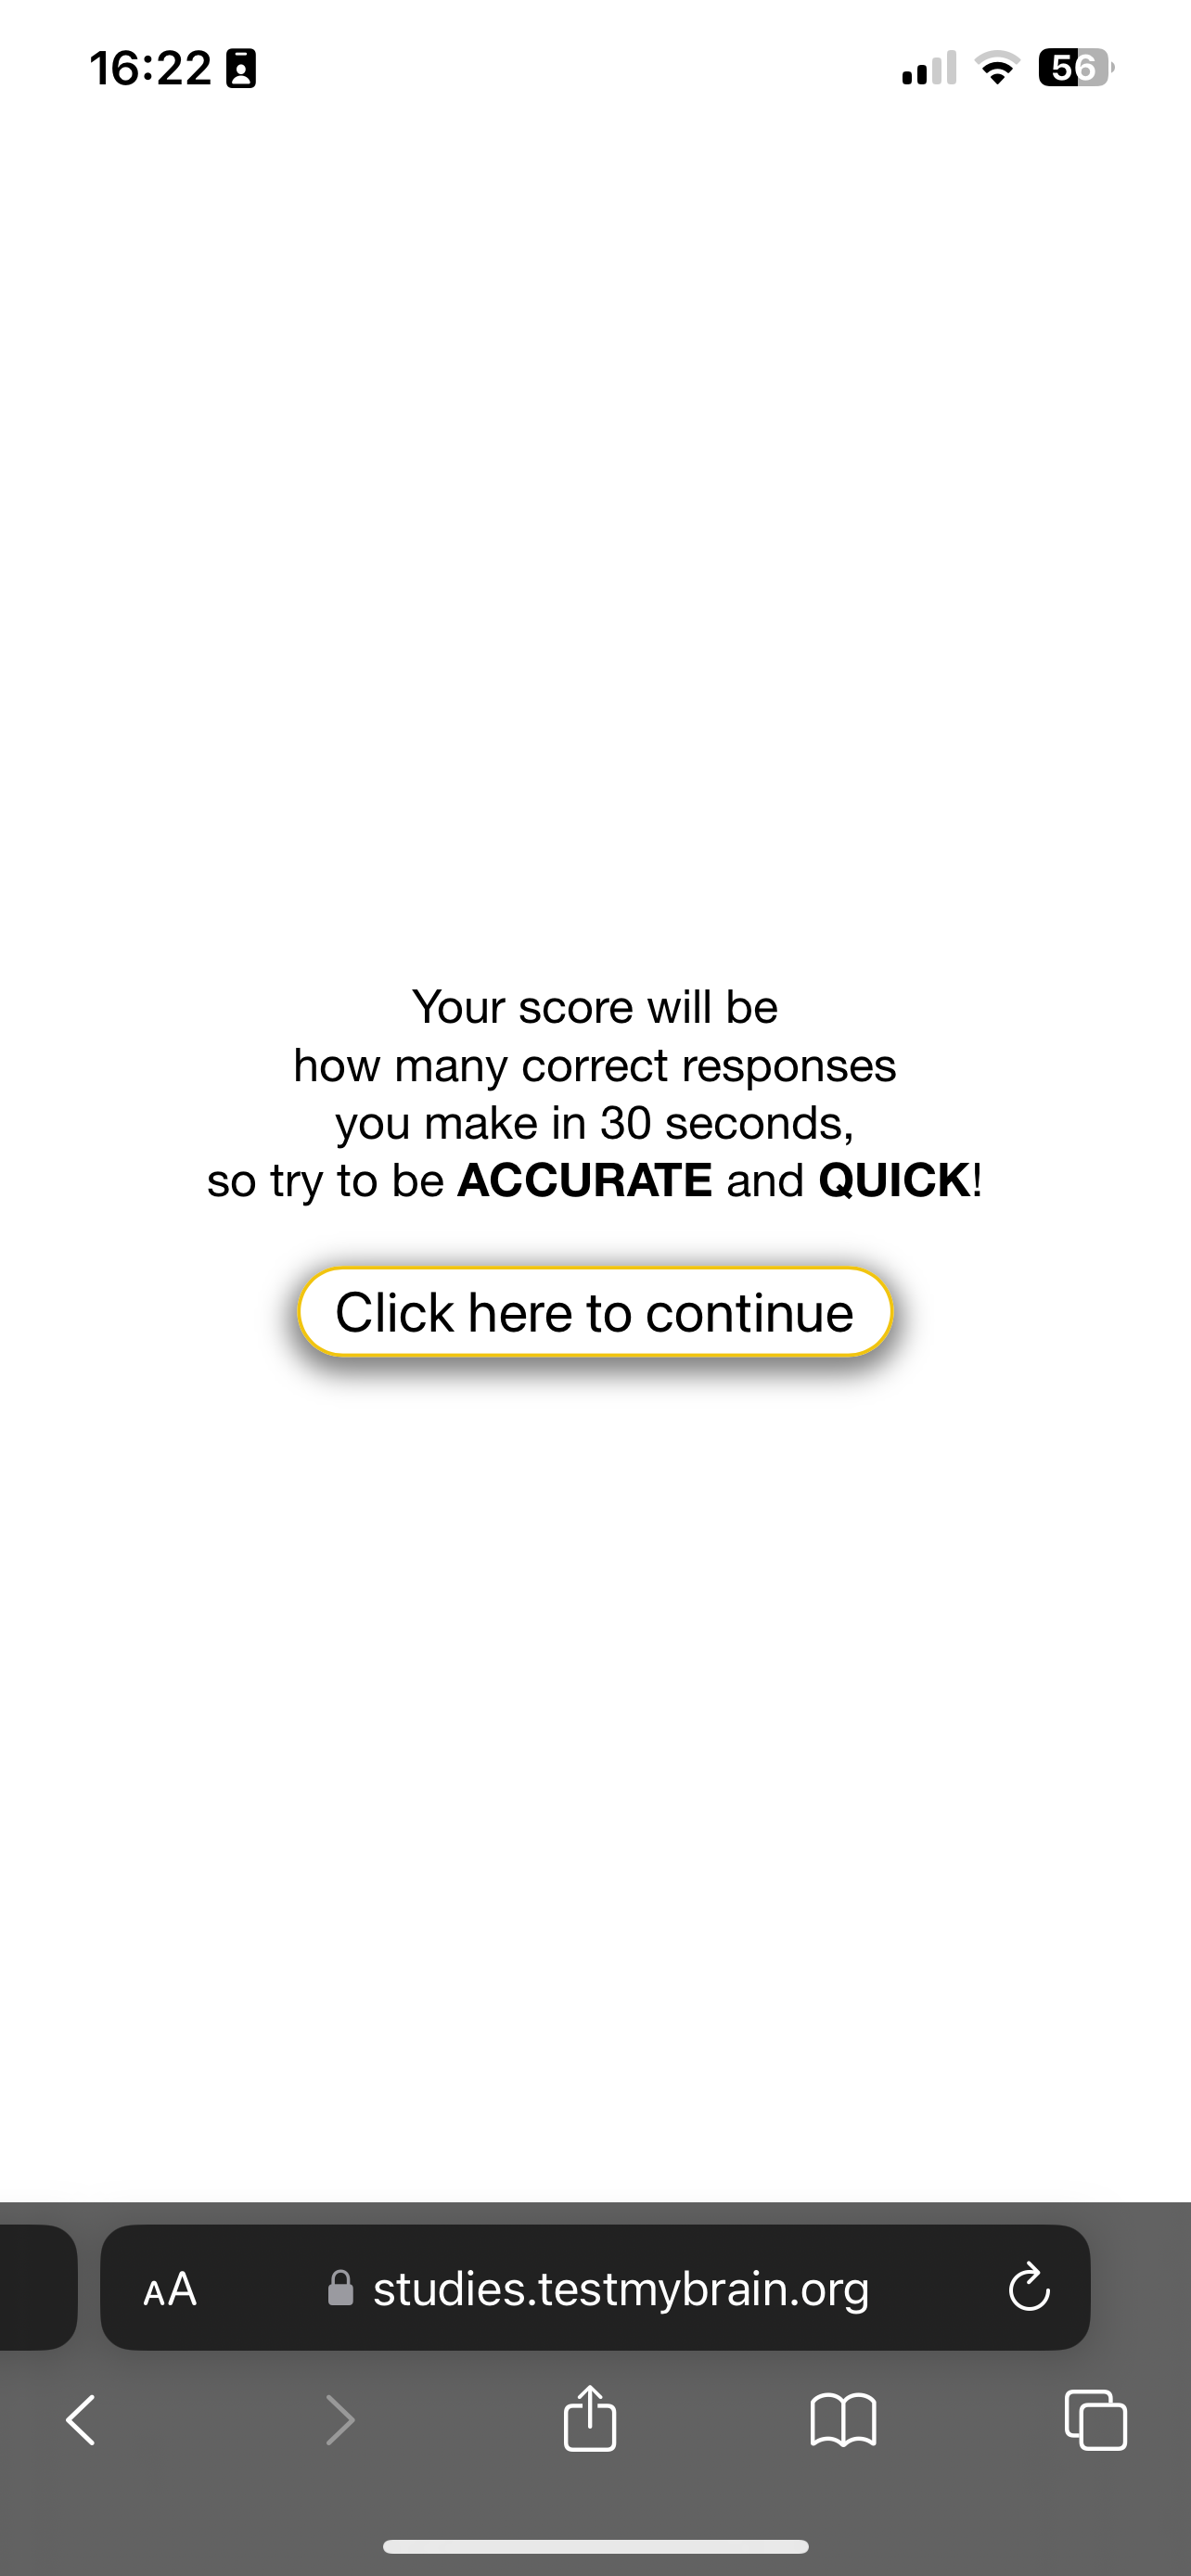 16:22
56
Your score will be
how many correct responses
you make in 30 seconds,
so try to be ACCURATE and QUICK!
Click here to continue
AA studies.testmybrain.org